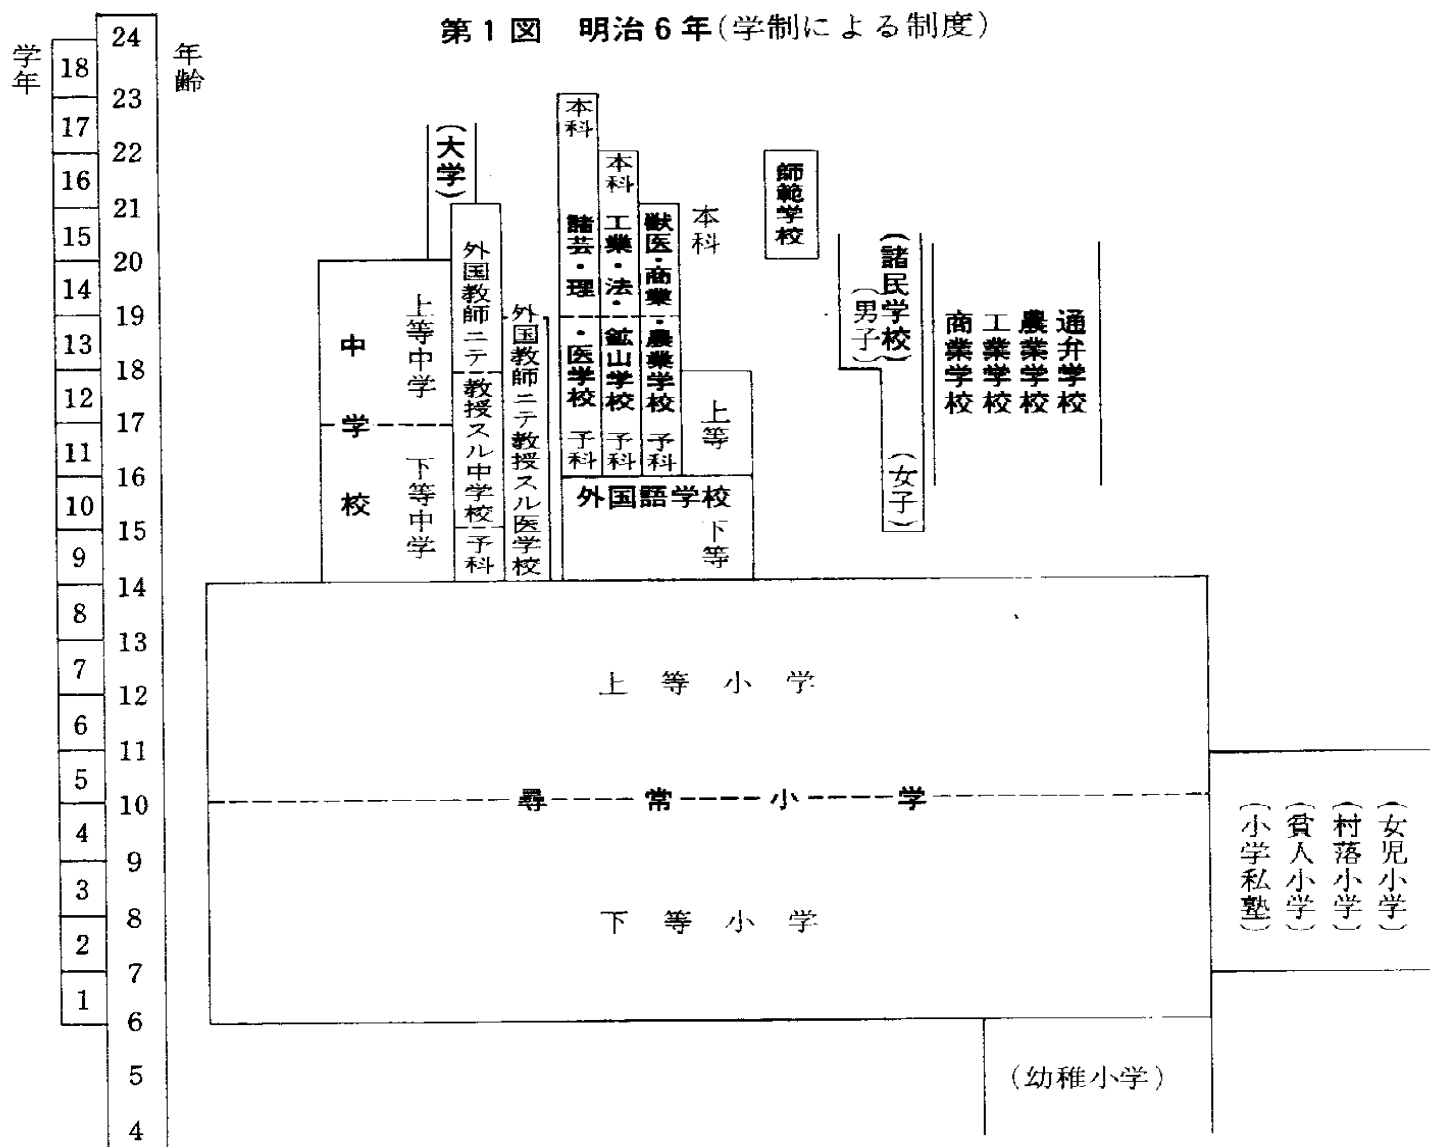 第1図 明治6年(学制による制度)
学年
年齢
24
18
23
17
22
16
21
15
20
14
19
13
18
12
17
11
16
10
15
9
14
8
13
7
12
6
11
5
10
4
9
3
8
2
7
1
6
5
4
(大学)
中学校
上等中学
下等中学
外国教師ニテ教授スル中学校
予科
外国教師ニテ教授スル医学校
本科
諸芸・理・医学校
予科
本科
工業・法・鉱山学校
予科
本科
獣医・商業・農業学校
予科
外国語学校
上等
下等
師範学校
(諸民学校)
(男子)
(女子)
商業学校
工業学校
農業学校
通弁学校
上等小学
尋常小学
下等小学
(小学私塾)
(貧人小学)
(村落小学)
(女児小学)
(幼稚小学)